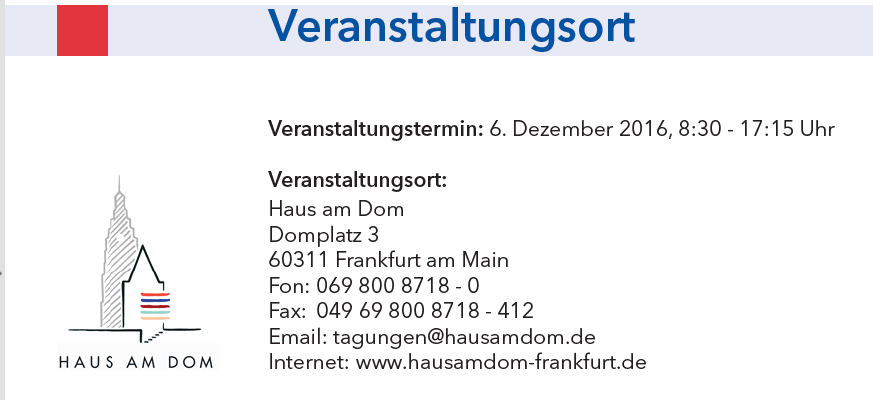 Veranstaltungsort
Veranstaltungstermin: 6. Dezember 2016, 8:30 - 17:15 Uhr
Veranstaltungsort:
Haus am Dom
Domplatz 3
60311 Frankfurt am Main
Fon: 069 800 8718 - 0
Fax: 049 69 800 8718 - 412
Email: tagungen@hausamdom.de
Internet: www.hausamdom-frankfurt.de
HAUS AM DOM